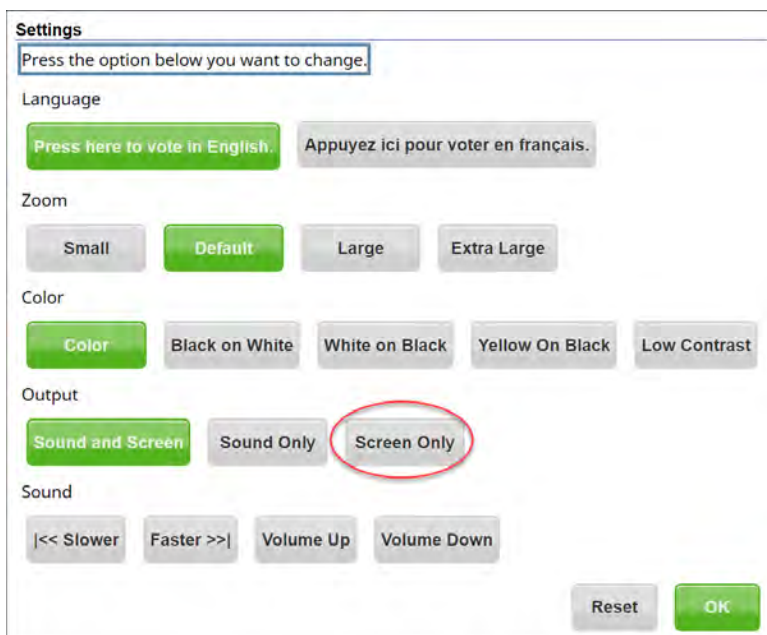 Settings
Press the option below you want to change.
Language
Press here to vote in English. Appuyez ici pour voter en français.
Zoom
Small Default Large Extra Large
Color
Color Black on White White on Black Yellow On Black Low Contrast
Output
Sound and Screen Sound Only Screen Only
Sound
|<< Slower Faster >>| Volume Up Volume Down
Reset OK